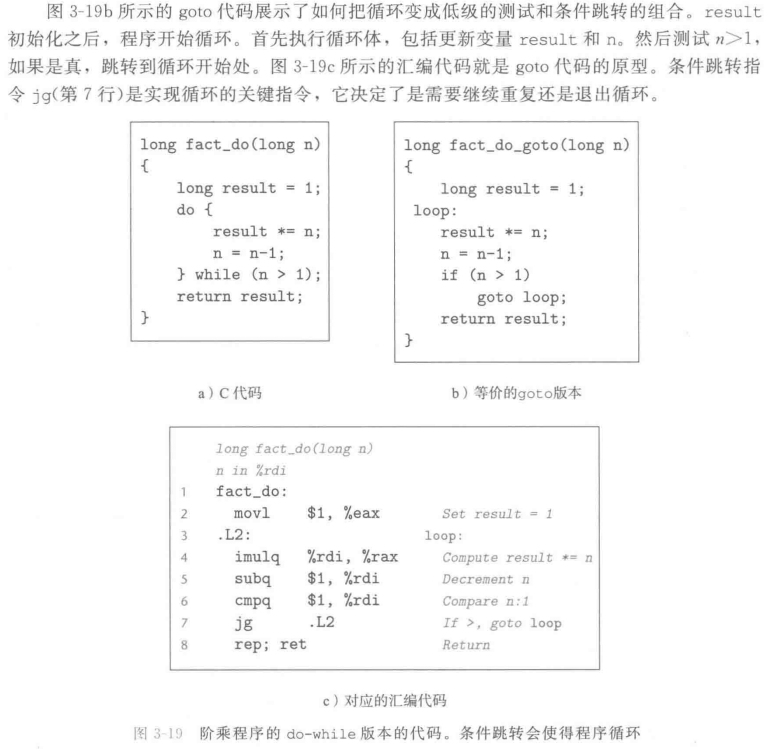 图 3-19b 所示的 goto 代码展示了如何把循环变成低级的测试和条件跳转的组合。result
初始化之后，程序开始循环。首先执行循环体，包括更新变量 result 和 n。然后测试 n＞1，
如果是真，跳转到循环开始处。图 3-19c 所示的汇编代码就是 goto 代码的原型。条件跳转指
令 jg(第 7 行)是实现循环的关键指令，它决定了是需要继续重复还是退出循环。
long fact_do(long n)
{
    long result = 1;
    do {
        result *= n;
        n = n-1;
    } while (n > 1);
    return result;
}
a）C 代码
long fact_do_goto(long n)
{
    long result = 1;
 loop:
    result *= n;
    n = n-1;
    if (n > 1)
        goto loop;
    return result;
}
b）等价的goto版本
long fact_do(long n)
n in %rdi
1 fact_do:
2 movl $1, %eax Set result = 1
3 .L2: loop:
4 imulq %rdi, %rax Compute result *= n
5 subq $1, %rdi Decrement n
6 cmpq $1, %rdi Compare n:1
7 jg .L2 If >, goto loop
8 rep; ret Return
c）对应的汇编代码
图 3-19 阶乘程序的 do-while 版本的代码。条件跳转会使得程序循环